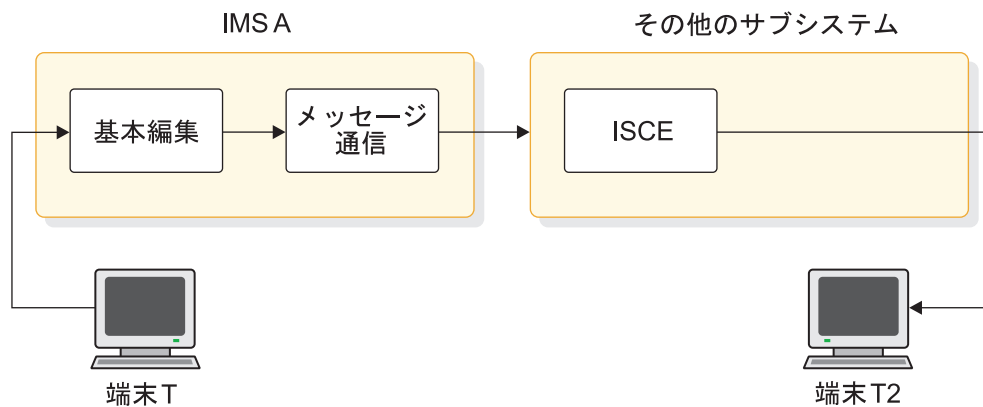 IMS A
その他のサブシステム
基本編集
メッセージ
通信
ISCE
端末T
端末T2